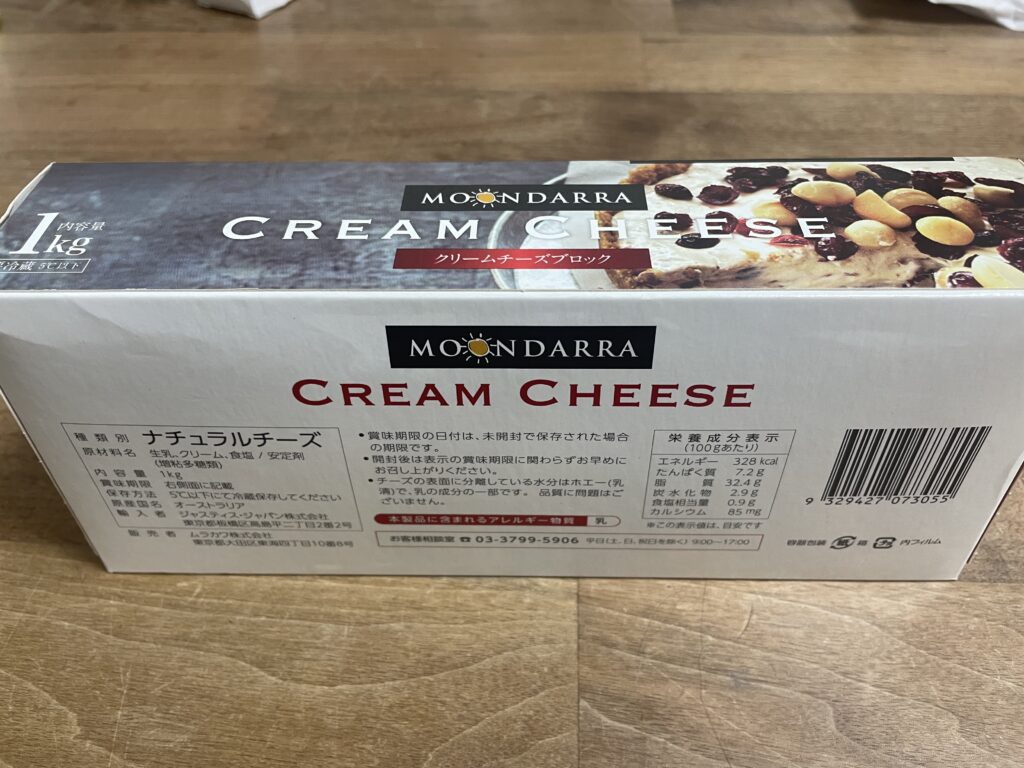 MOONDARRA
CREAM CHEESE
クリームチーズブロック
内容量
1kg
冷蔵 5℃以下
MOONDARRA
CREAM CHEESE
種類別 ナチュラルチーズ
原材料名 生乳、クリーム、食塩 / 安定剤
(増粘多糖類)
内容量 1kg
賞味期限 右側面に記載
保存方法 5℃以下にて冷蔵保存してください
原産国名 オーストラリア
輸入者 ジャスティス・ジャパン株式会社
東京都板橋区高島平二丁目2番2号
販売者 ムラカワ株式会社
東京都大田区東海四丁目10番8号
•賞味期限の日付は、未開封で保存された場合
の期限です。
•開封後は表示の賞味期限に関わらずお早めに
お召し上がりください。
•チーズの表面に分離している水分はホエー(乳
清)で、乳の成分の一部です。 品質に問題はご
ざいません。
本製品に含まれるアレルギー物質 乳
お客様相談室 ☎ 03-3799-5906 平日(土、日、祝日を除く) 9:00~17:00
栄養成分表示
(100gあたり)
エネルギー 328 kcal
たんぱく質 7.2 g
脂質 32.4 g
炭水化物 2.9 g
食塩相当量 0.9 g
カルシウム 85 mg
※この表示値は、目安です
9 329427 073055
容器包装 紙 箱 プラ 内フィルム